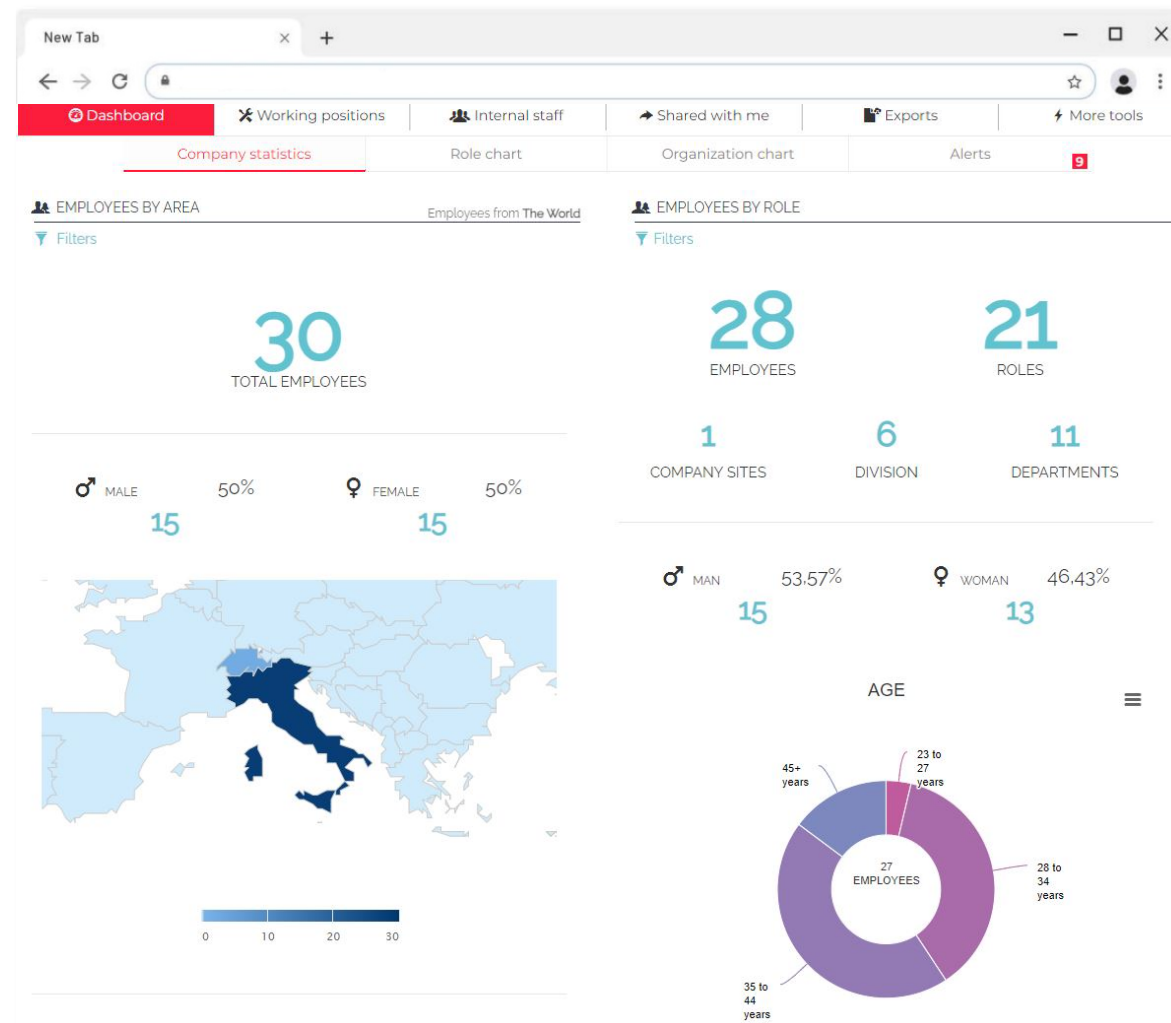 New Tab
Dashboard Working positions Internal staff Shared with me Exports More tools
Company statistics Role chart Organization chart Alerts 9
EMPLOYEES BY AREA Employees from The World
Filters
30
TOTAL EMPLOYEES
MALE 50% FEMALE 50%
15 15
0 10 20 30
EMPLOYEES BY ROLE
Filters
28 21
EMPLOYEES ROLES
1 6 11
COMPANY SITES DIVISION DEPARTMENTS
MAN 53,57% WOMAN 46,43%
15 13
AGE
23 to
27
years
45+
years
27
EMPLOYEES
28 to
34
years
35 to
44
years